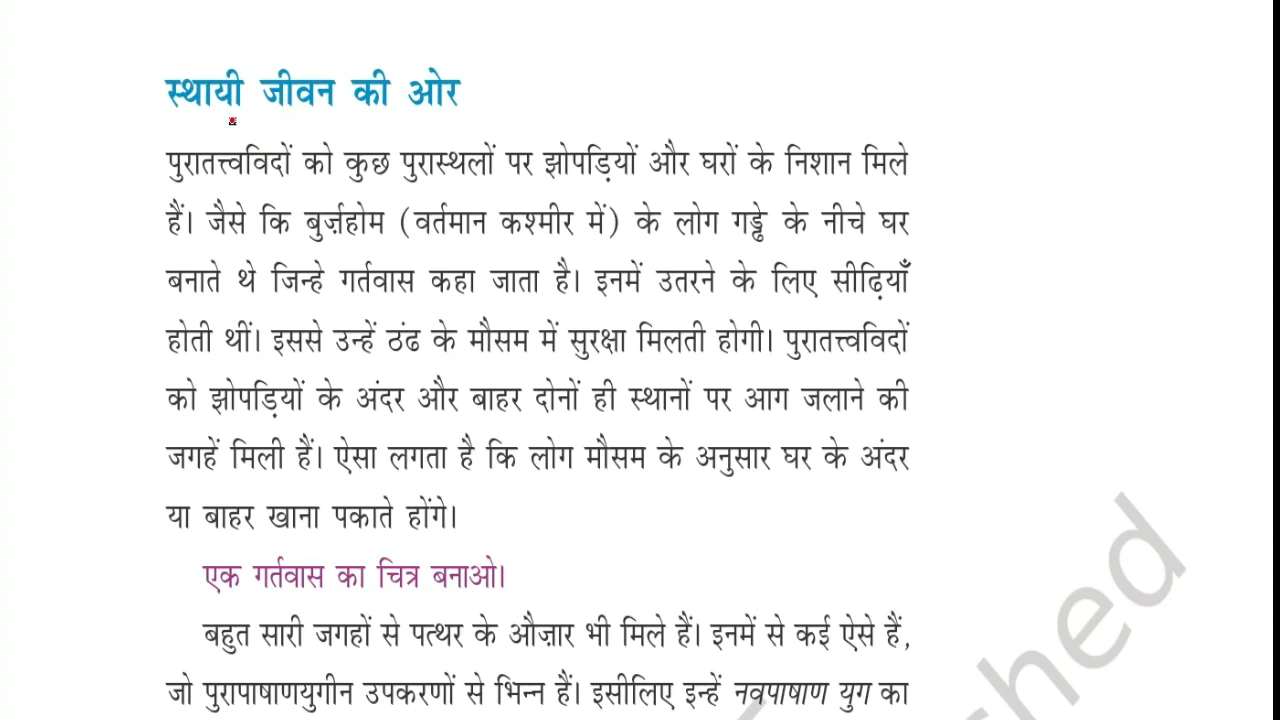 स्थायी जीवन की ओर
पुरातत्त्वविदों को कुछ पुरास्थलों पर झोपड़ियों और घरों के निशान मिले
हैं। जैसे कि बुर्ज़होम (वर्तमान कश्मीर में) के लोग गड्ढे के नीचे घर
बनाते थे जिन्हे गर्तवास कहा जाता है। इनमें उतरने के लिए सीढ़ियाँ
होती थीं। इससे उन्हें ठंढ के मौसम में सुरक्षा मिलती होगी। पुरातत्त्वविदों
को झोपड़ियों के अंदर और बाहर दोनों ही स्थानों पर आग जलाने की
जगहें मिली हैं। ऐसा लगता है कि लोग मौसम के अनुसार घर के अंदर
या बाहर खाना पकाते होंगे।
एक गर्तवास का चित्र बनाओ।
बहुत सारी जगहों से पत्थर के औज़ार भी मिले हैं। इनमें से कई ऐसे हैं,
जो पुरापाषाणयुगीन उपकरणों से भिन्न हैं। इसीलिए इन्हें नवपाषाण युग का